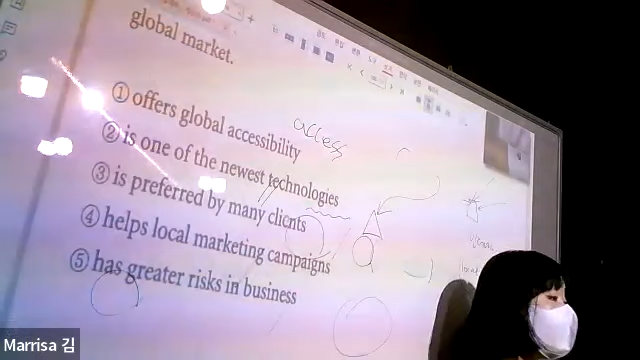 global market.
① offers global accessibility
access
② is one of the newest technologies
③ is preferred by many clients
④ helps local marketing campaigns
⑤ has greater risks in business
Marrisa 김